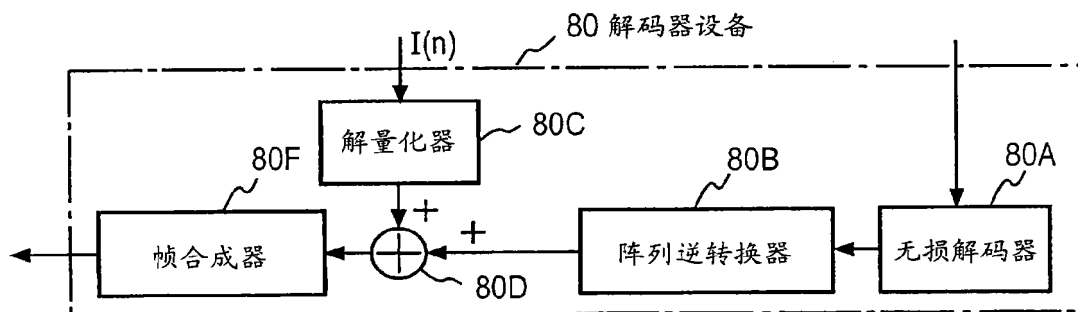 80 解码器设备
I(n)
解量化器
80C
80F
80B
80A
+
+
帧合成器
80D
阵列逆转换器
无损解码器